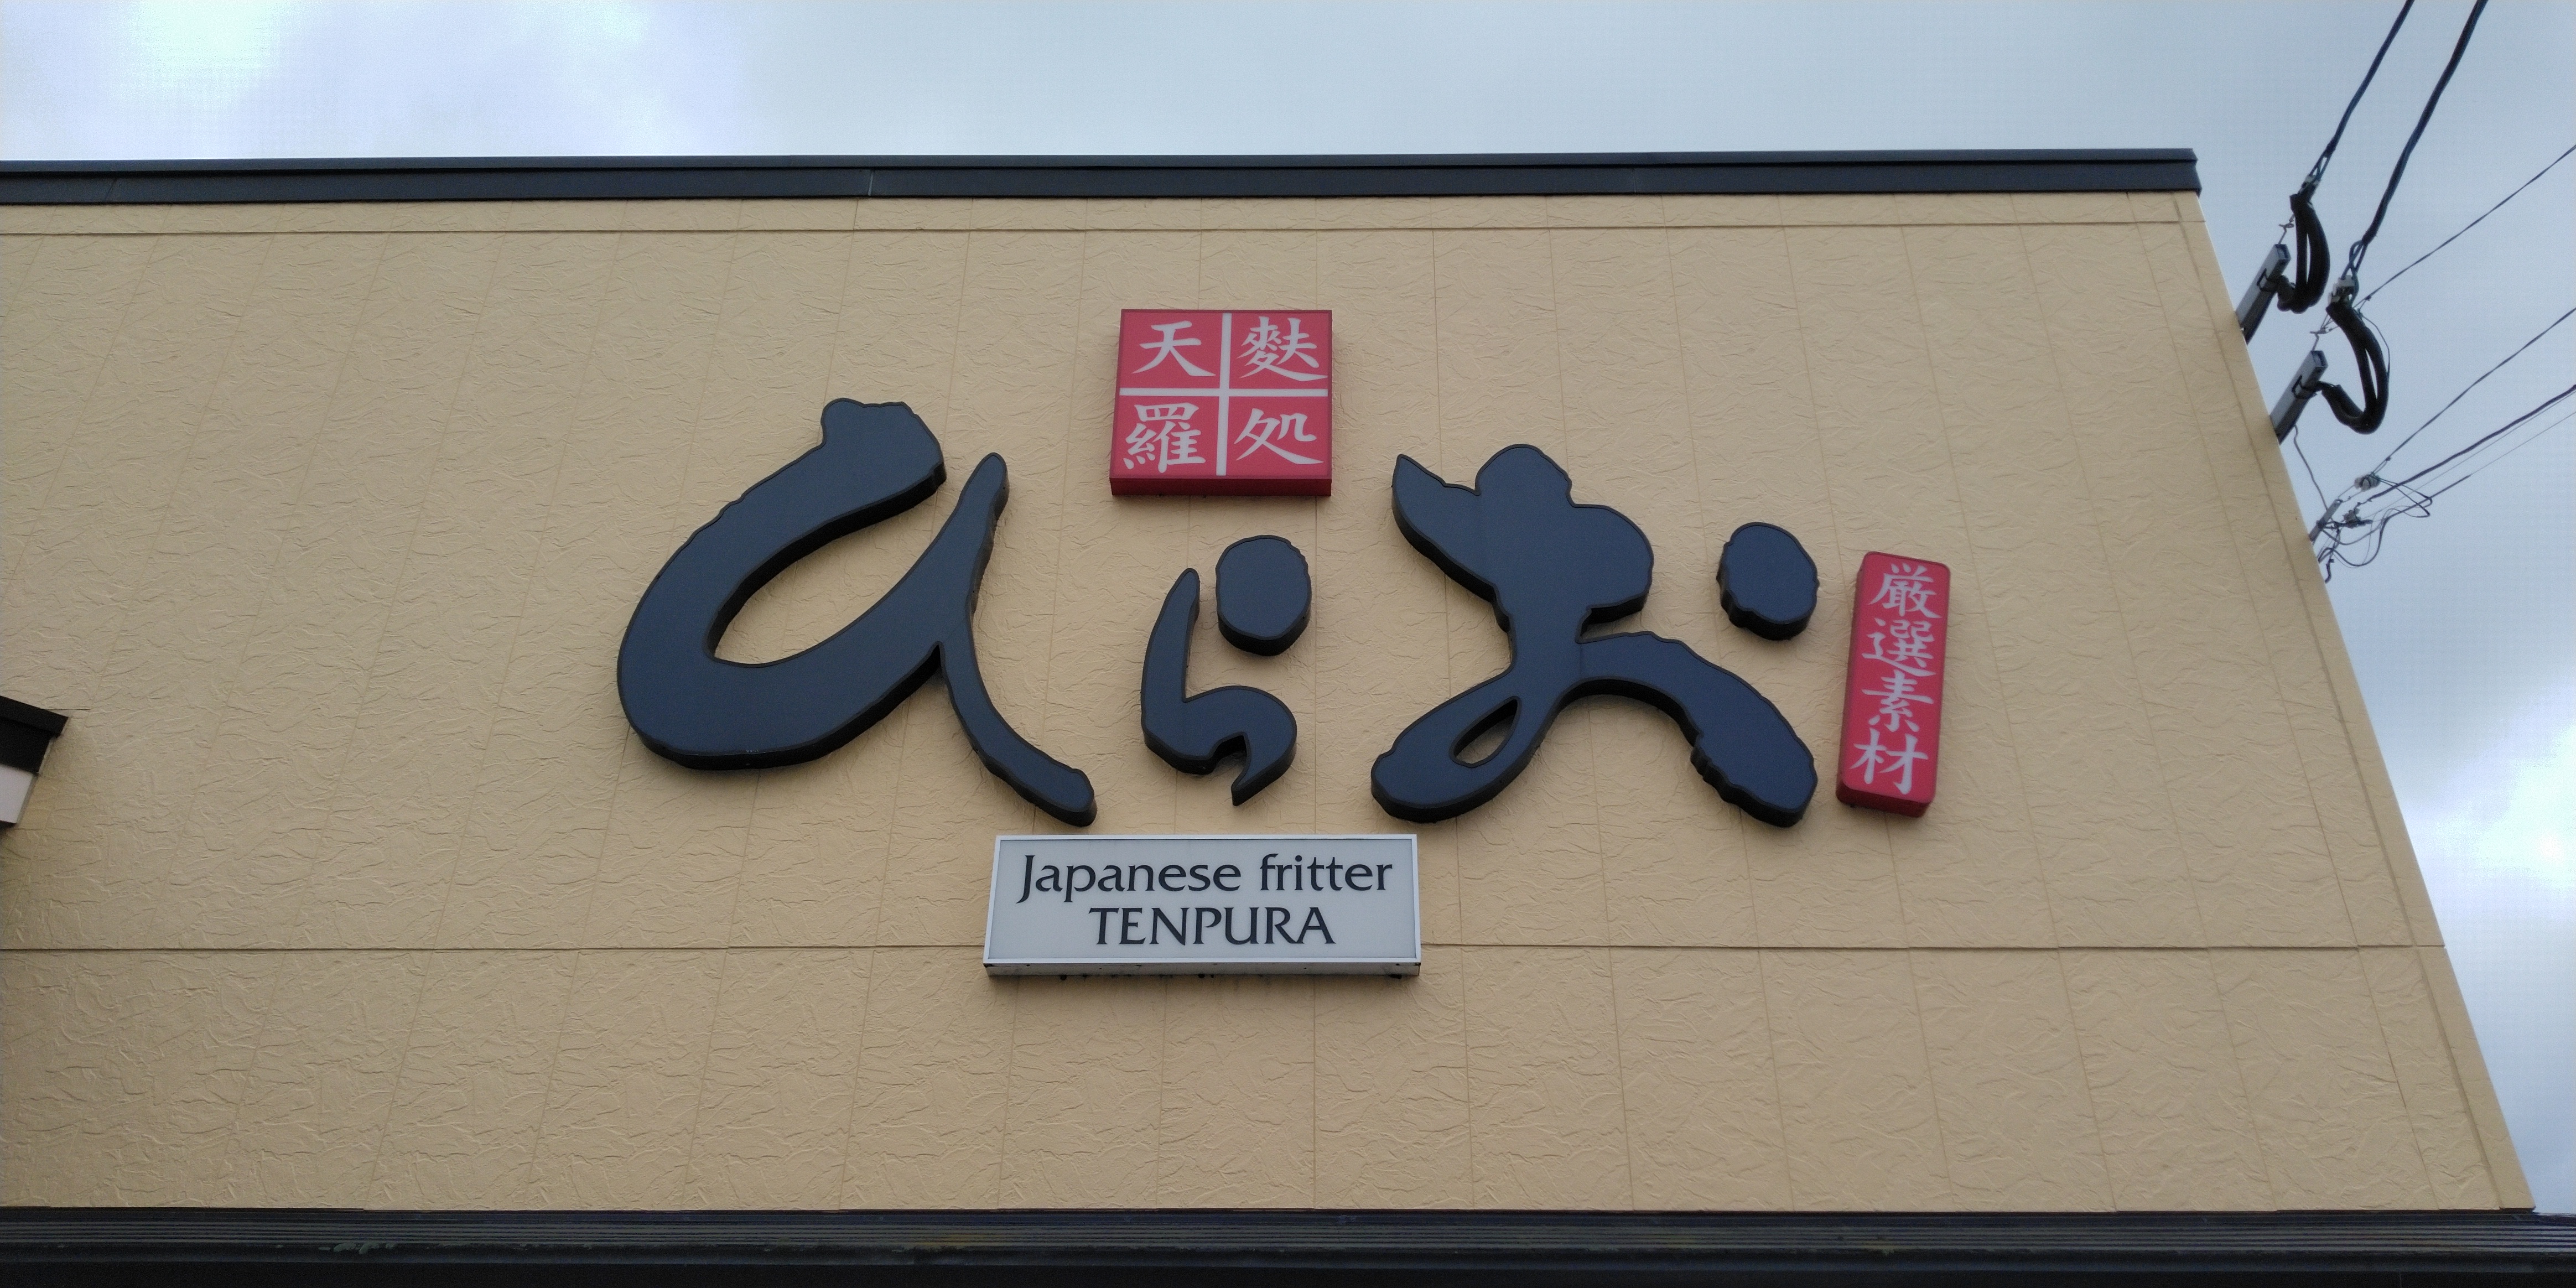 天麩
羅処
ひらお
厳選素材
Japanese fritter
TENPURA